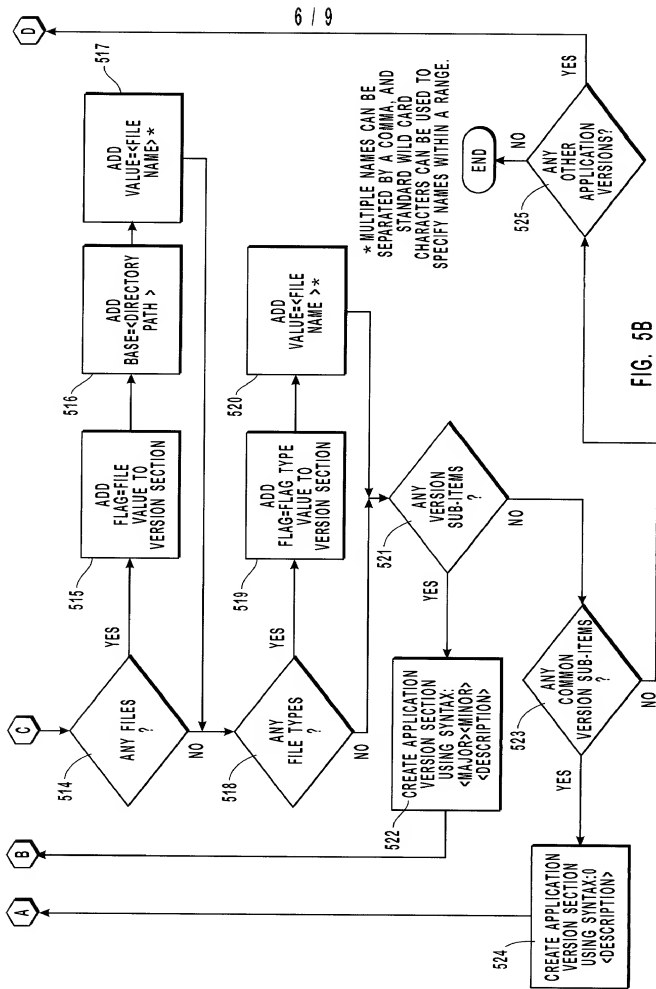 6 / 9
A
B
C
D
514
ANY FILES
?
YES
NO
515
ADD
FLAG=FILE
VALUE TO
VERSION SECTION
516
ADD
BASE=<DIRECTORY
PATH >
517
ADD
VALUE=<FILE
NAME>*
518
ANY
FILE TYPES
?
YES
NO
519
ADD
FLAG=FLAG TYPE
VALUE TO
VERSION SECTION
520
ADD
VALUE=<FILE
NAME >*
521
ANY
VERSION
SUB-ITEMS
?
YES
NO
522
CREATE APPLICATION
VERSION SECTION
USING SYNTAX:
<MAJOR><MINOR>
<DESCRIPTION>
523
ANY
COMMON
VERSION SUB-ITEMS
?
YES
NO
524
CREATE APPLICATION
VERSION SECTION
USING SYNTAX:0
<DESCRIPTION>
525
ANY
OTHER
APPLICATION
VERSIONS?
YES
NO
END
* MULTIPLE NAMES CAN BE
SEPARATED BY A COMMA, AND
STANDARD WILD CARD
CHARACTERS CAN BE USED TO
SPECIFY NAMES WITHIN A RANGE.
FIG. 5B